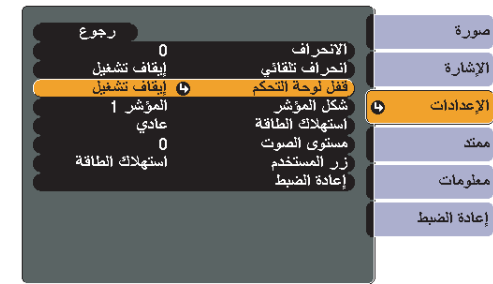 صورة
الإشارة
الإعدادات
ممتد
معلومات
إعادة الضبط
رجوع
الانحراف 0
انحراف تلقائي إيقاف تشغيل
قفل لوحة التحكم إيقاف تشغيل
شكل المؤشر المؤشر 1
استهلاك الطاقة عادي
مستوى الصوت 0
زر المستخدم استهلاك الطاقة
إعادة الضبط